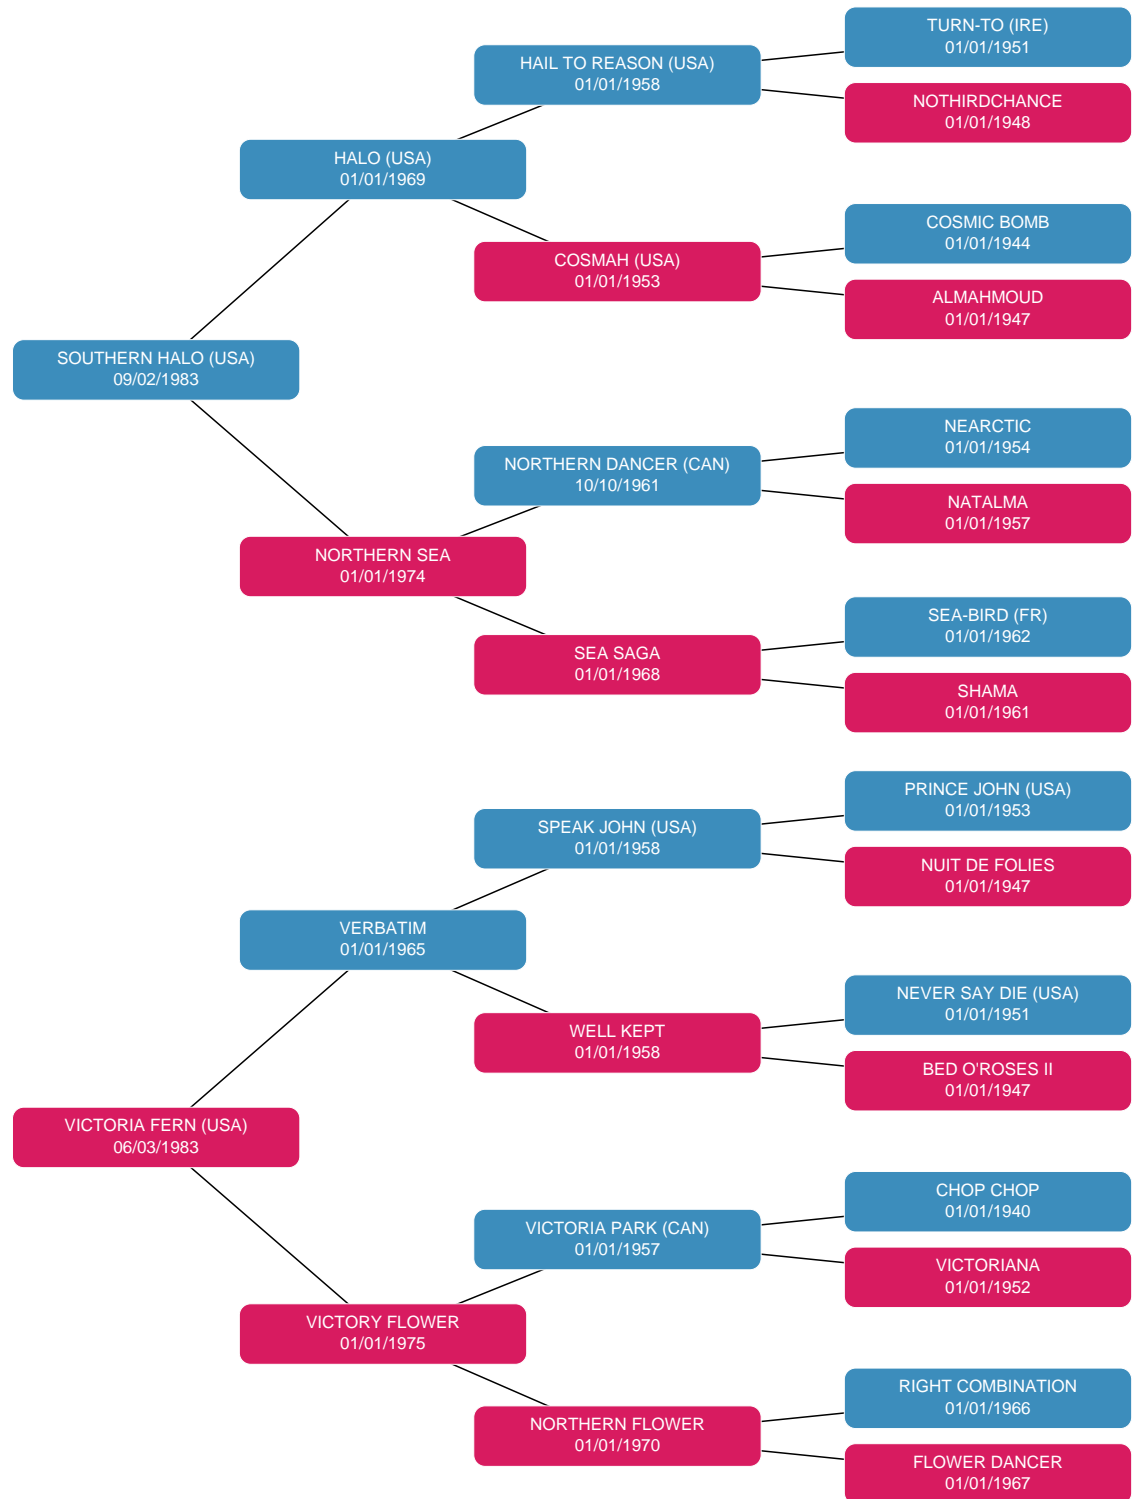 TURN-TO (IRE)
01/01/1951
HAIL TO REASON (USA)
01/01/1958
NOTHIRDCHANCE
01/01/1948
HALO (USA)
01/01/1969
COSMIC BOMB
01/01/1944
COSMAH (USA)
01/01/1953
ALMAHMOUD
01/01/1947
SOUTHERN HALO (USA)
09/02/1983
NEARCTIC
01/01/1954
NORTHERN DANCER (CAN)
10/10/1961
NATALMA
01/01/1957
NORTHERN SEA
01/01/1974
SEA-BIRD (FR)
01/01/1962
SEA SAGA
01/01/1968
SHAMA
01/01/1961
PRINCE JOHN (USA)
01/01/1953
SPEAK JOHN (USA)
01/01/1958
NUIT DE FOLIES
01/01/1947
VERBATIM
01/01/1965
NEVER SAY DIE (USA)
01/01/1951
WELL KEPT
01/01/1958
BED O'ROSES II
01/01/1947
VICTORIA FERN (USA)
06/03/1983
CHOP CHOP
01/01/1940
VICTORIA PARK (CAN)
01/01/1957
VICTORIANA
01/01/1952
VICTORY FLOWER
01/01/1975
RIGHT COMBINATION
01/01/1966
NORTHERN FLOWER
01/01/1970
FLOWER DANCER
01/01/1967